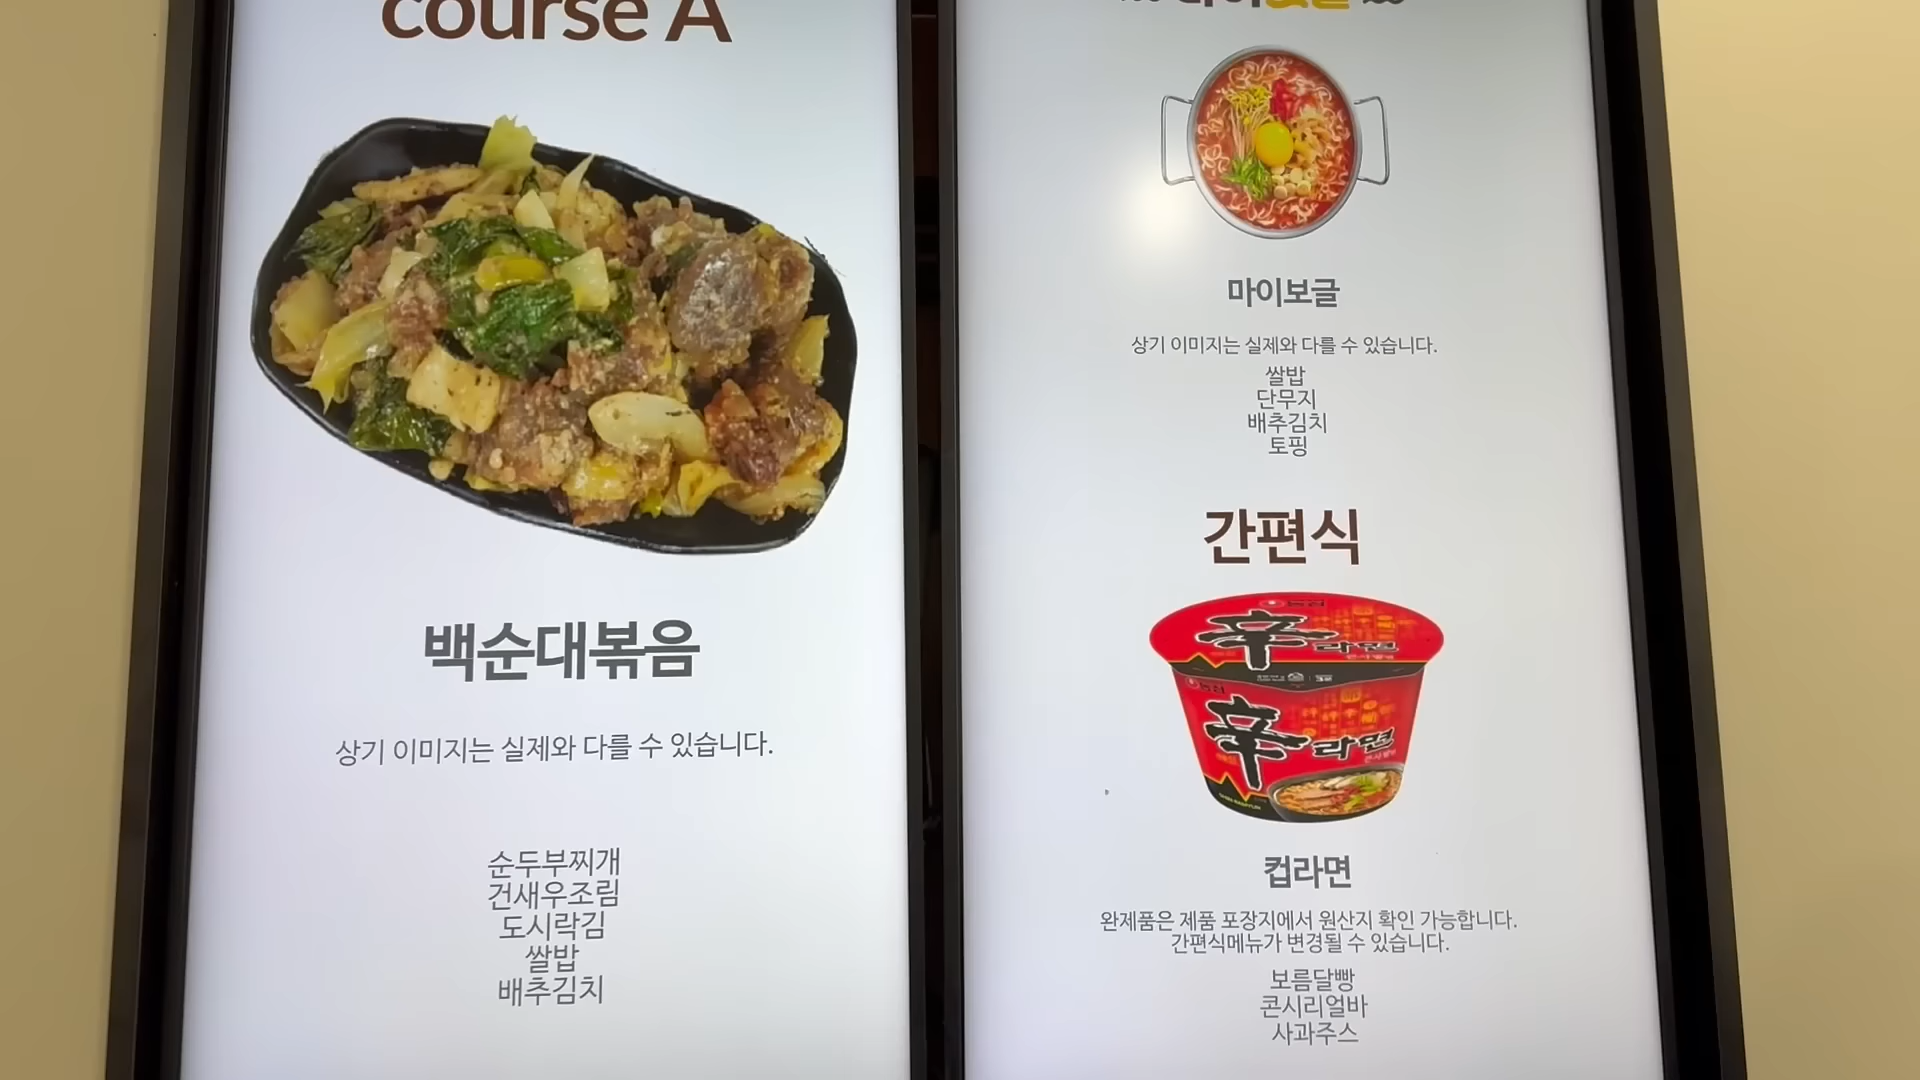 course A
백순대볶음
상기 이미지는 실제와 다를 수 있습니다.
순두부찌개
건새우조림
도시락김
쌀밥
배추김치
마이보글
상기 이미지는 실제와 다를 수 있습니다.
쌀밥
단무지
배추김치
토핑
간편식
농심
辛라면
농심
辛라면
컵라면
완제품은 제품 포장지에서 원산지 확인 가능합니다.
간편식메뉴가 변경될 수 있습니다.
보름달빵
콘시리얼바
사과주스